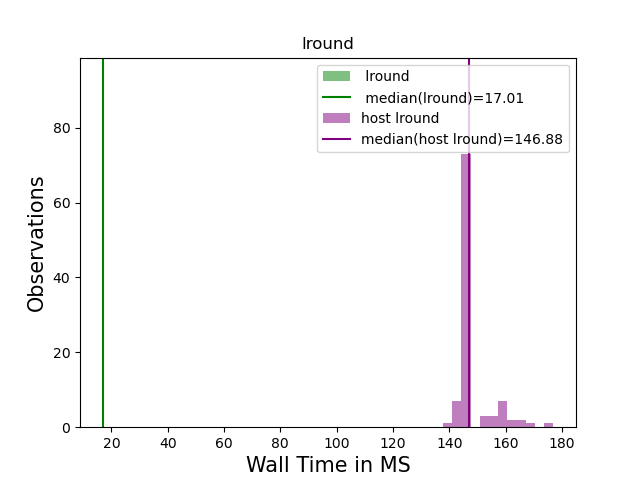 lround
lround
median(lround)=17.01
host lround
median(host lround)=146.88
Observations
80
60
40
20
0
20 40 60 80 100 120 140 160 180
Wall Time in MS